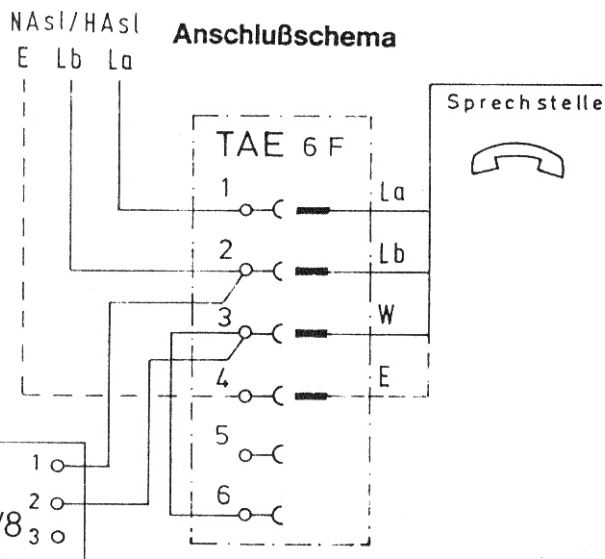 NAsl/HAsl
Anschlußschema
E Lb La
Sprechstelle
TAE 6F
1
La
2
Lb
3
W
4
E
5
6
1
2
/8
3